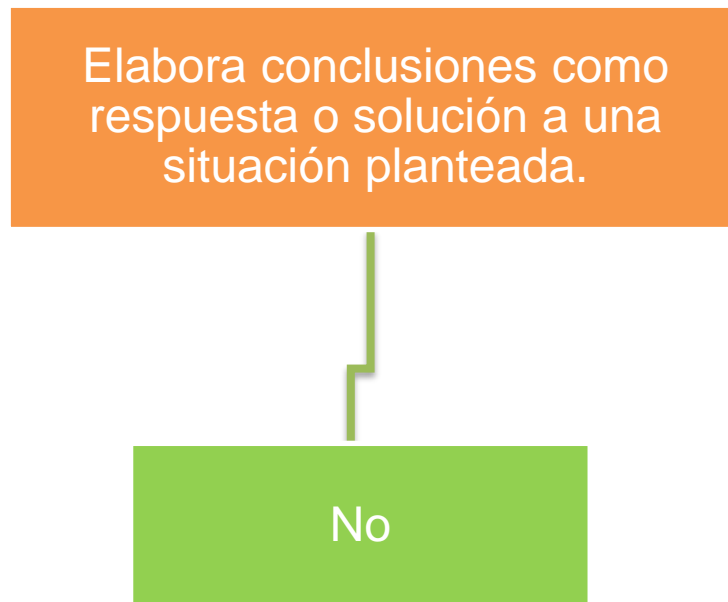 Elabora conclusiones como
respuesta o solución a una
situación planteada.
No